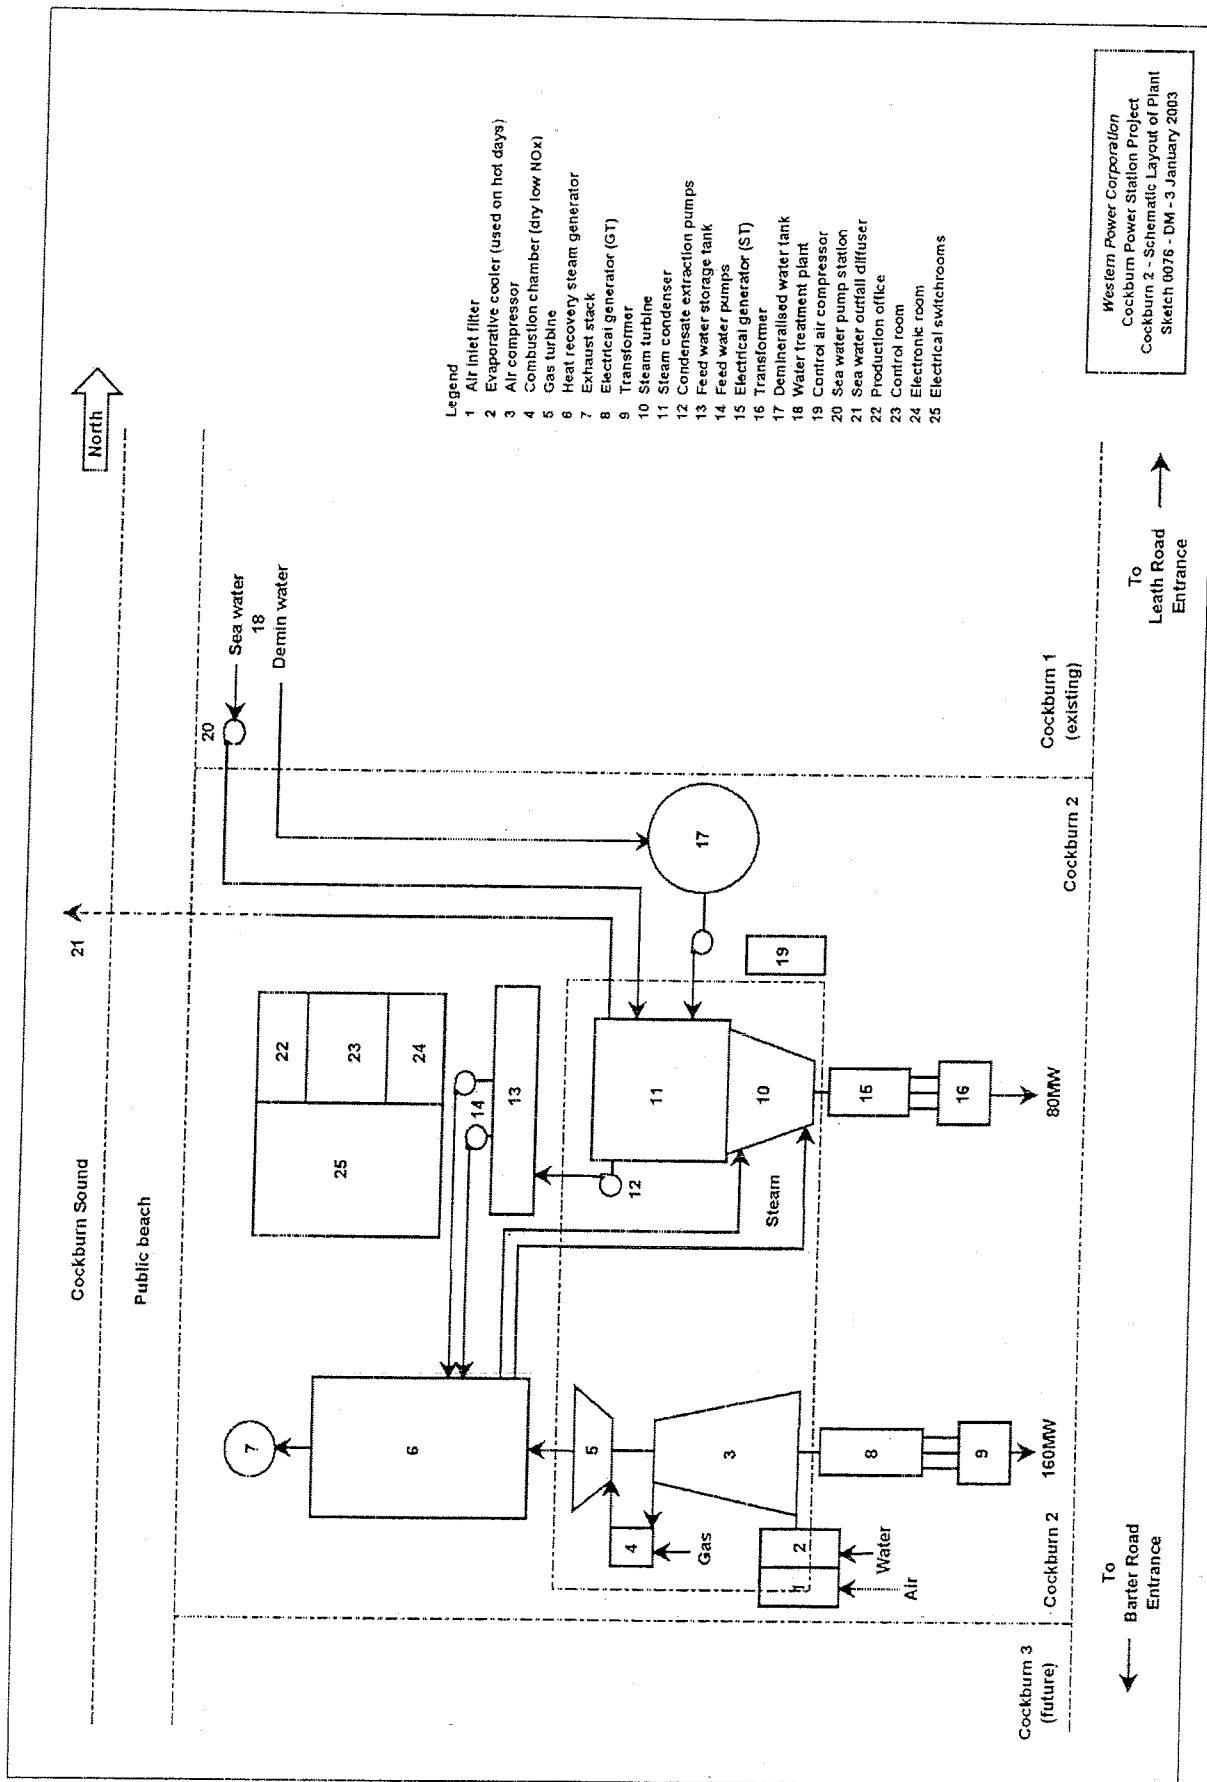 Cockburn Sound
21
North
Public beach
20
Sea water
18
Demin water
7
6
25
22
23
24
14
13
12
5
4
Gas
3
1
2
Air
Water
8
9
160MW
Steam
11
10
17
19
15
16
80MW
Legend
1 Air inlet filter
2 Evaporative cooler (used on hot days)
3 Air compressor
4 Combustion chamber (dry low NOx)
5 Gas turbine
6 Heat recovery steam generator
7 Exhaust stack
8 Electrical generator (GT)
9 Transformer
10 Steam turbine
11 Steam condenser
12 Condensate extraction pumps
13 Feed water storage tank
14 Feed water pumps
15 Electrical generator (ST)
16 Transformer
17 Demineralised water tank
18 Water treatment plant
19 Control air compressor
20 Sea water pump station
21 Sea water outfall diffuser
22 Production office
23 Control room
24 Electronic room
25 Electrical switchrooms
Cockburn 3
(future)
Cockburn 2
Cockburn 2
Cockburn 1
(existing)
To
Barter Road
Entrance
To
Leath Road
Entrance
Western Power Corporation
Cockburn Power Station Project
Cockburn 2 - Schematic Layout of Plant
Sketch 0076 - DM - 3 January 2003